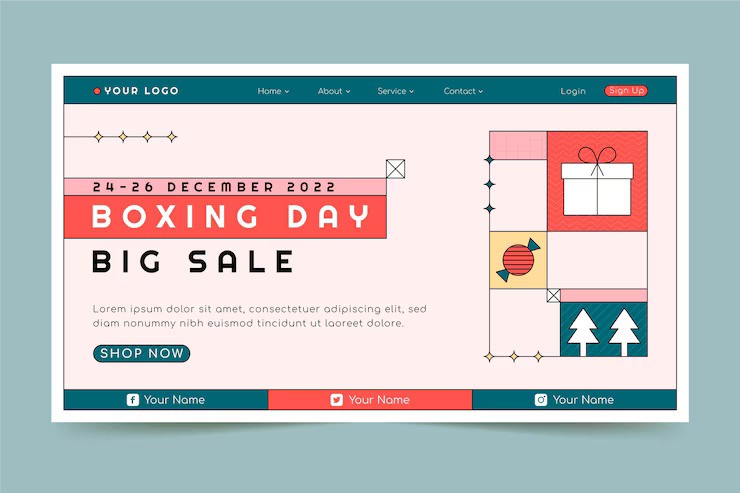 YOUR LOGO
Home
About
Service
Contact
Login
Sign Up
24-26 DECEMBER 2022
BOXING DAY
BIG SALE
Lorem ipsum dolor sit amet, consectetuer adipiscing elit, sed
diam nonummy nibh euismod tincidunt ut laoreet dolore.
SHOP NOW
Your Name
Your Name
Your Name